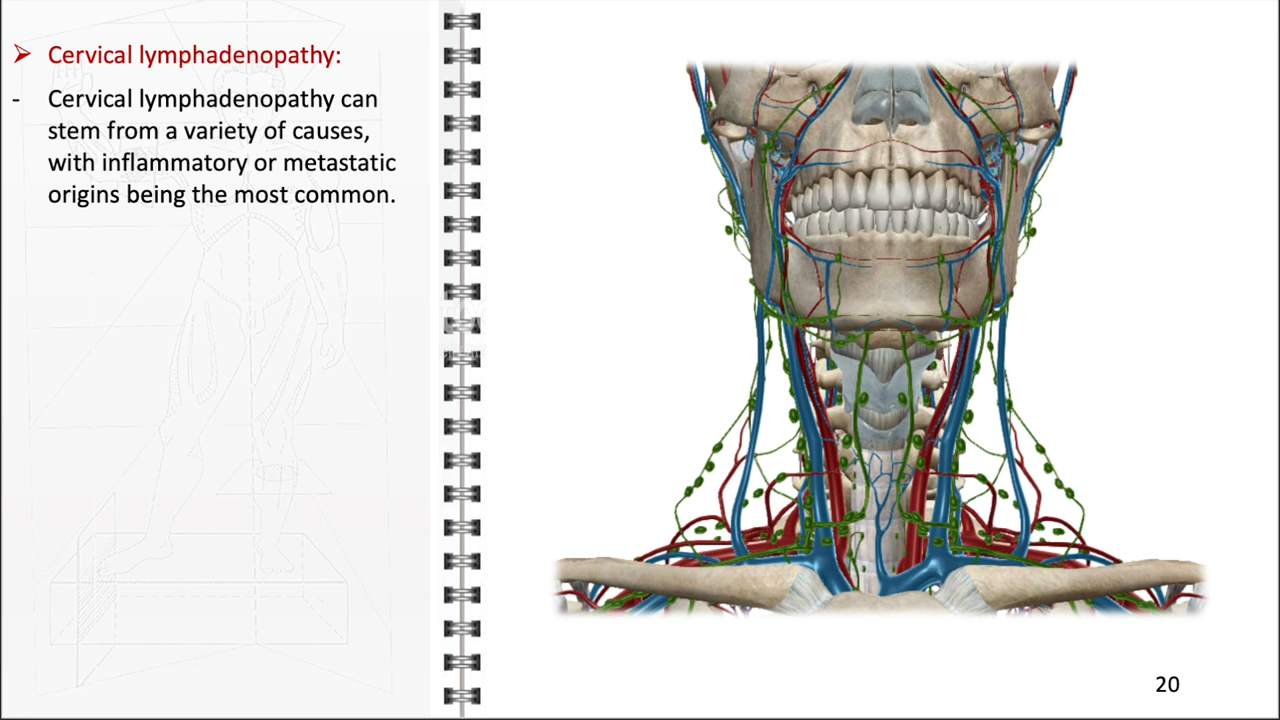 Cervical lymphadenopathy:
- Cervical lymphadenopathy can
stem from a variety of causes,
with inflammatory or metastatic
origins being the most common.
20